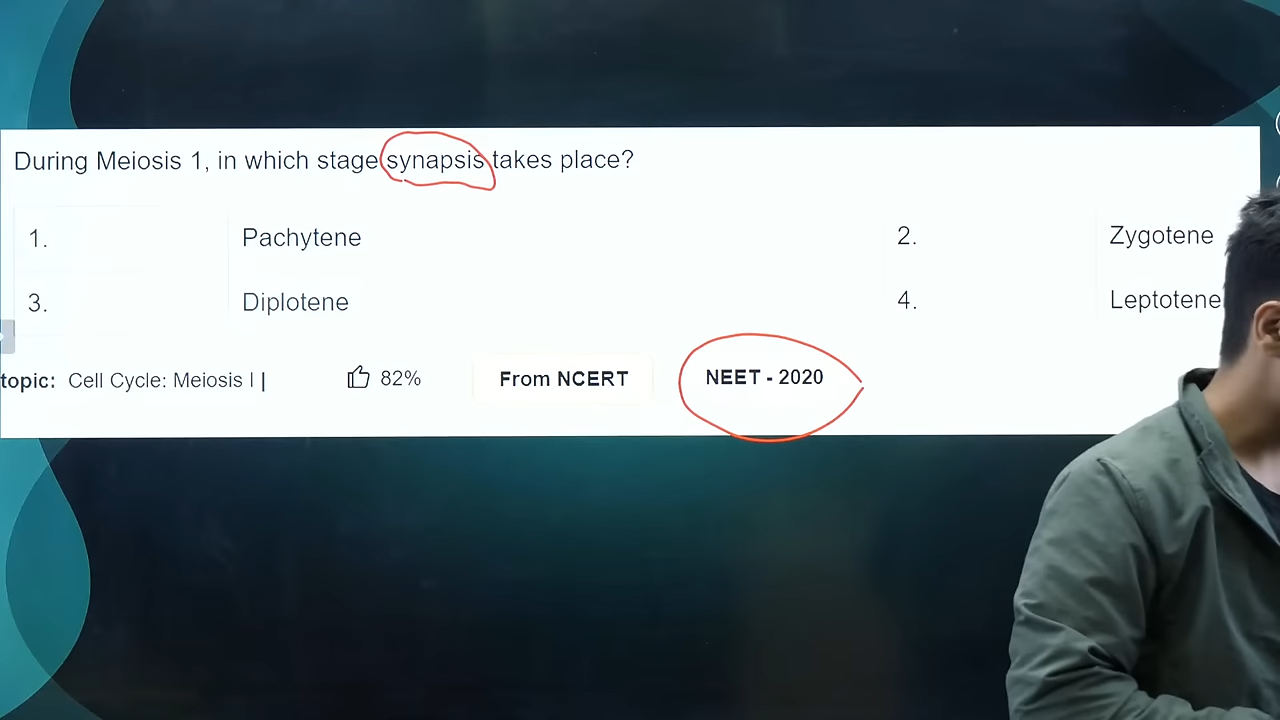 During Meiosis 1, in which stage synapsis takes place?
1. Pachytene 2. Zygotene
3. Diplotene 4. Leptotene
topic: Cell Cycle: Meiosis I | 82% From NCERT NEET - 2020